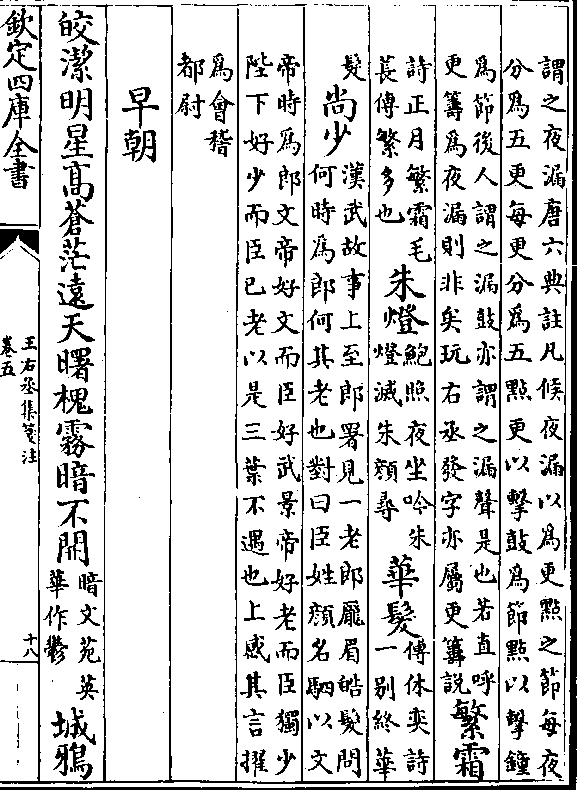 謂之夜漏唐六典註凡候夜漏以為更點之節每夜
分為五更每更分為五點更以擊鼓為節點以擊鐘
為節後人謂之漏鼓亦謂之漏聲是也若直呼
更籌為夜漏則非矣玩右丞發字亦屬更籌說
繁霜
詩正月繁霜毛
萇傳繁多也
朱燈
鮑照夜坐吟朱
燈滅朱顏尋
華髮
傅休奕詩
一別終華
髮
尚少
漢武故事上至郎署見一老郎龐眉皓髮問
何時為郎何其老也對曰臣姓顏名駟以文
帝時為郎文帝好文而臣好武景帝好老而臣獨少
陛下好少而臣已老以是三葉不遇也上感其言擢
為會稽
都尉
早朝
皎潔明星高蒼茫遠天曙槐霧暗不開
暗文苑英
華作鬱
城鴉
欽定四庫全書
王右丞集箋注
卷五
十八